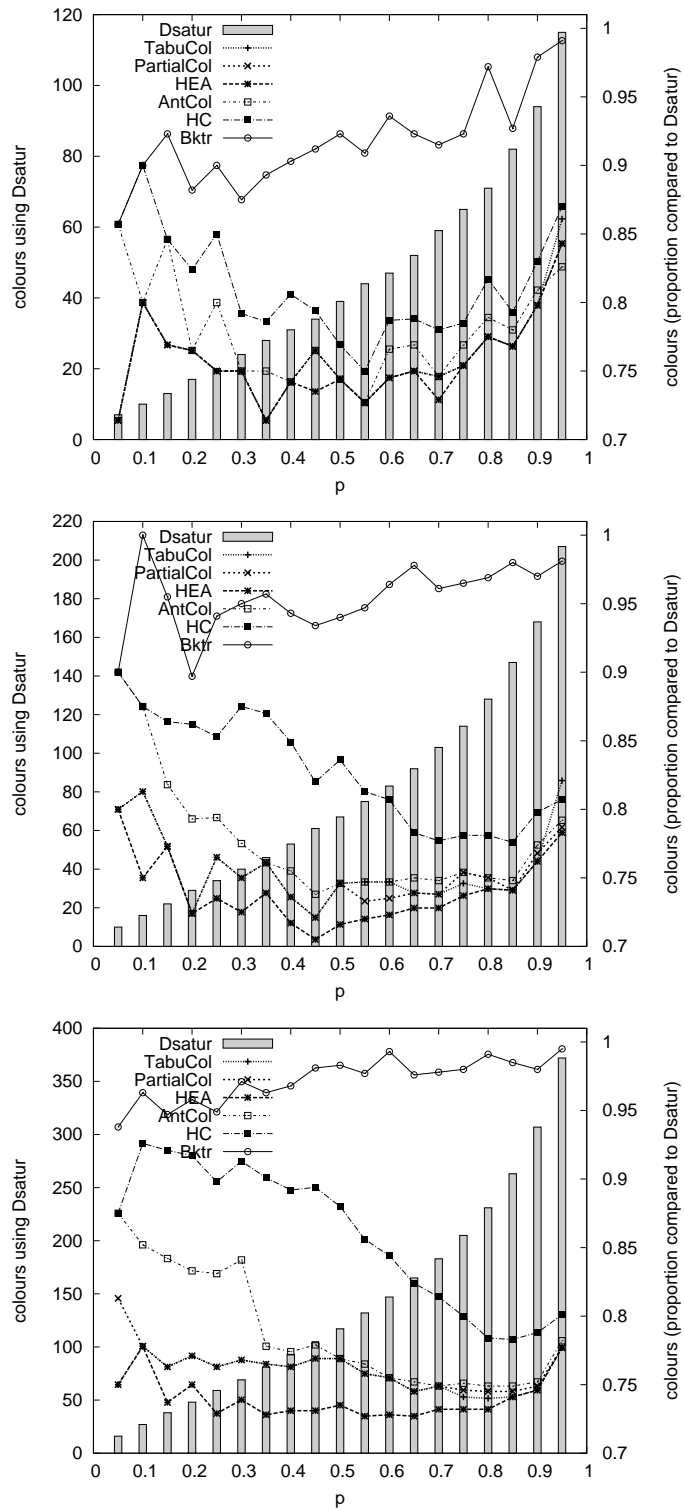 120
100
80
60
40
20
0
colours using Dsatur
Dsatur
TabuCol
PartialCol
HEA
AntCol
HC
Bktr
1
0.95
0.9
0.85
0.8
0.75
0.7
colours (proportion compared to Dsatur)
0 0.1 0.2 0.3 0.4 0.5 0.6 0.7 0.8 0.9 1
p
220
200
180
160
140
120
100
80
60
40
20
0
colours using Dsatur
Dsatur
TabuCol
PartialCol
HEA
AntCol
HC
Bktr
1
0.95
0.9
0.85
0.8
0.75
0.7
colours (proportion compared to Dsatur)
0 0.1 0.2 0.3 0.4 0.5 0.6 0.7 0.8 0.9 1
p
400
350
300
250
200
150
100
50
0
colours using Dsatur
Dsatur
TabuCol
PartialCol
HEA
AntCol
HC
Bktr
1
0.95
0.9
0.85
0.8
0.75
0.7
colours (proportion compared to Dsatur)
0 0.1 0.2 0.3 0.4 0.5 0.6 0.7 0.8 0.9 1
p